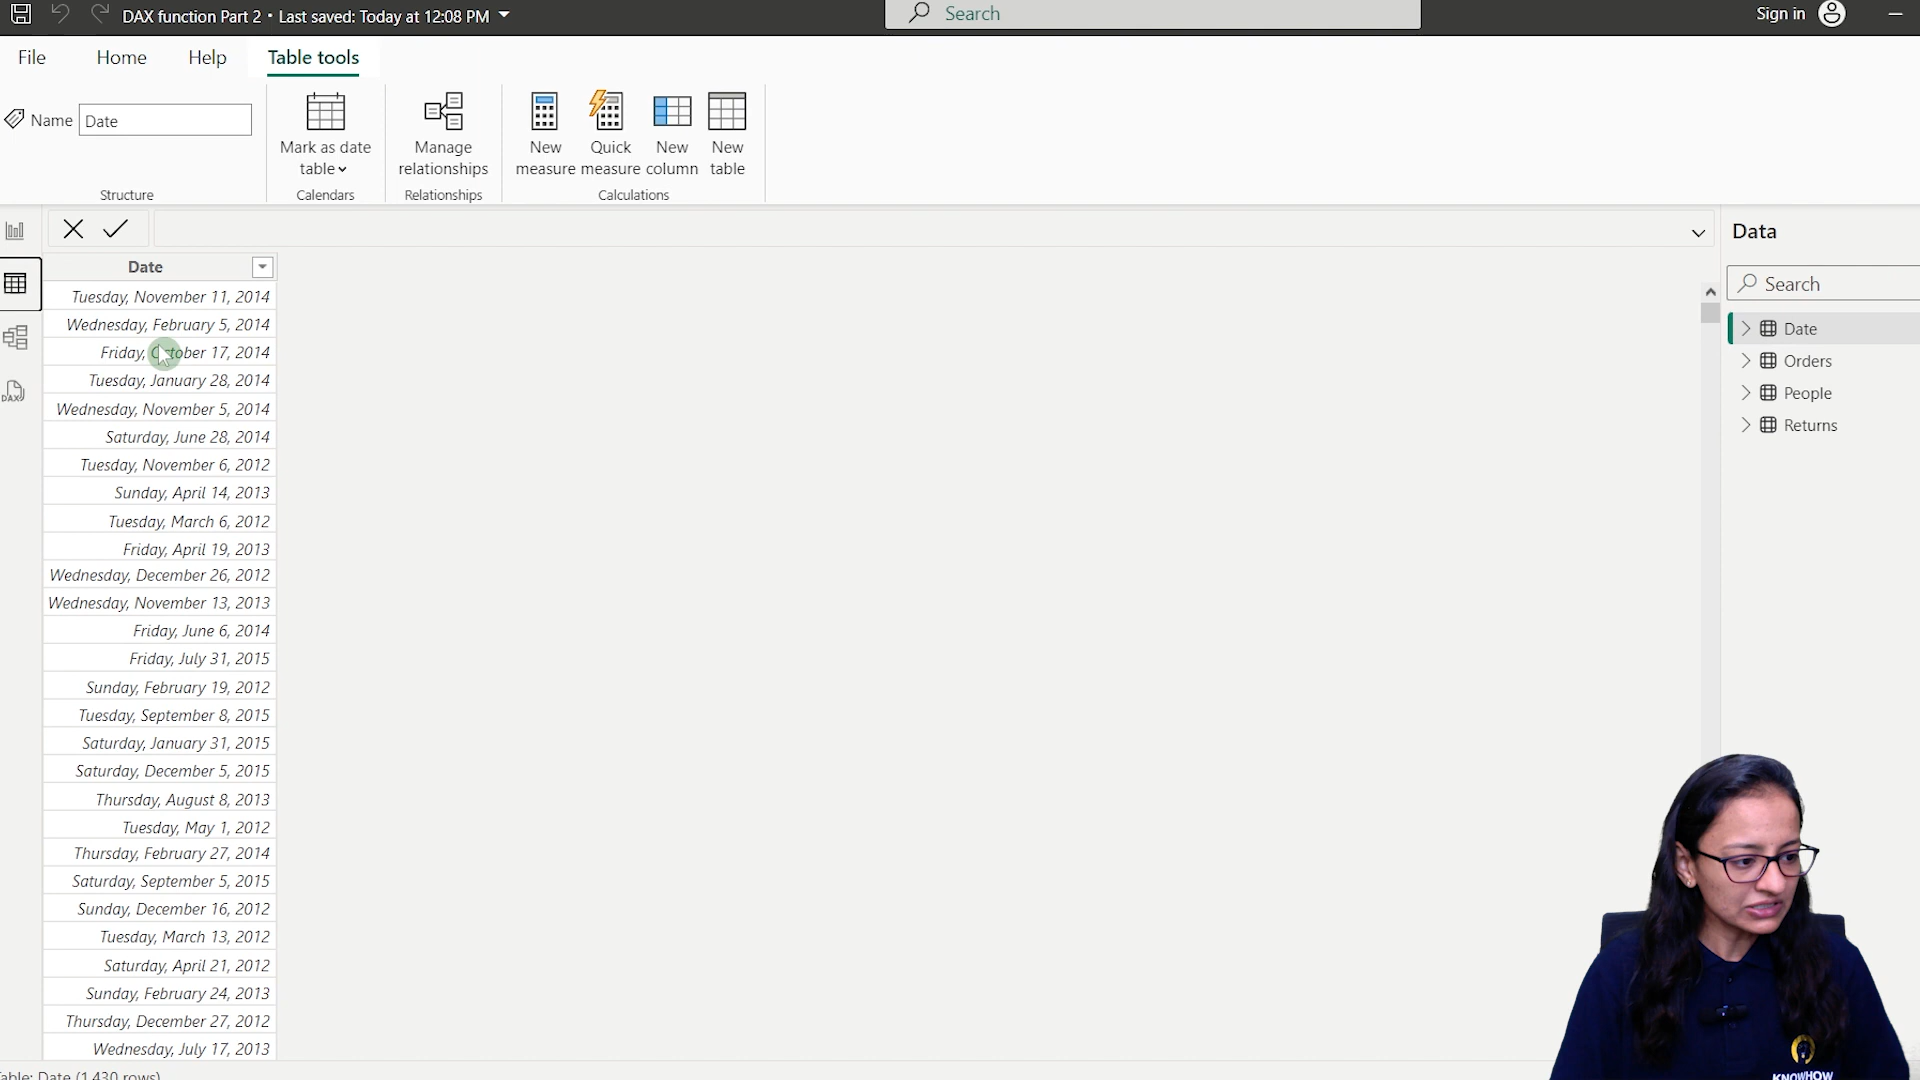 DAX function Part 2 • Last saved: Today at 12:08 PM
Search
Sign in
File
Home
Help
Table tools
Name
Date
Structure
Mark as date
table
Calendars
Manage
relationships
Relationships
New
measure
Quick
measure
New
column
New
table
Calculations
Date
Tuesday, November 11, 2014
Wednesday, February 5, 2014
Friday, October 17, 2014
Tuesday, January 28, 2014
Wednesday, November 5, 2014
Saturday, June 28, 2014
Tuesday, November 6, 2012
Sunday, April 14, 2013
Tuesday, March 6, 2012
Friday, April 19, 2013
Wednesday, December 26, 2012
Wednesday, November 13, 2013
Friday, June 6, 2014
Friday, July 31, 2015
Sunday, February 19, 2012
Tuesday, September 8, 2015
Saturday, January 31, 2015
Saturday, December 5, 2015
Thursday, August 8, 2013
Tuesday, May 1, 2012
Thursday, February 27, 2014
Saturday, September 5, 2015
Sunday, December 16, 2012
Tuesday, March 13, 2012
Saturday, April 21, 2012
Sunday, February 24, 2013
Thursday, December 27, 2012
Wednesday, July 17, 2013
Table: Date (1,430 rows)
Data
Search
Date
Orders
People
Returns
DAX
KNOWHOW